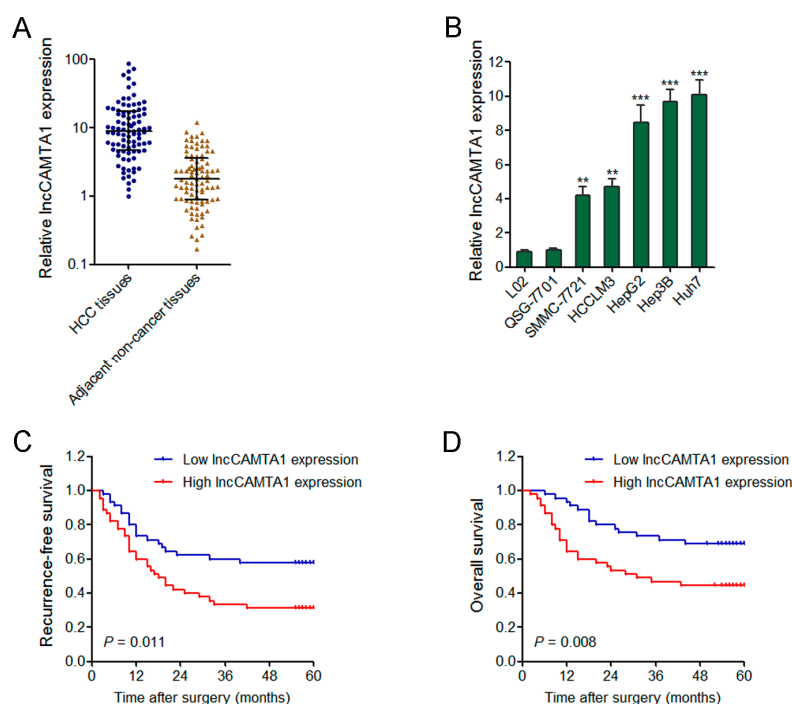 A
Relative lncCAMTA1 expression
100
10
1
0.1
HCC tissues
Adjacent non-cancer tissues
B
Relative lncCAMTA1 expression
12
10
8
6
4
2
0
**
**
***
***
***
L02
QSG-7701
SMMC-7721
HCCLM3
HepG2
Hep3B
Huh7
C
Recurrence-free survival
1.2
1.0
0.8
0.6
0.4
0.2
0.0
Low lncCAMTA1 expression
High lncCAMTA1 expression
P = 0.011
0 12 24 36 48 60
Time after surgery (months)
D
Overall survival
1.2
1.0
0.8
0.6
0.4
0.2
0.0
Low lncCAMTA1 expression
High lncCAMTA1 expression
P = 0.008
0 12 24 36 48 60
Time after surgery (months)